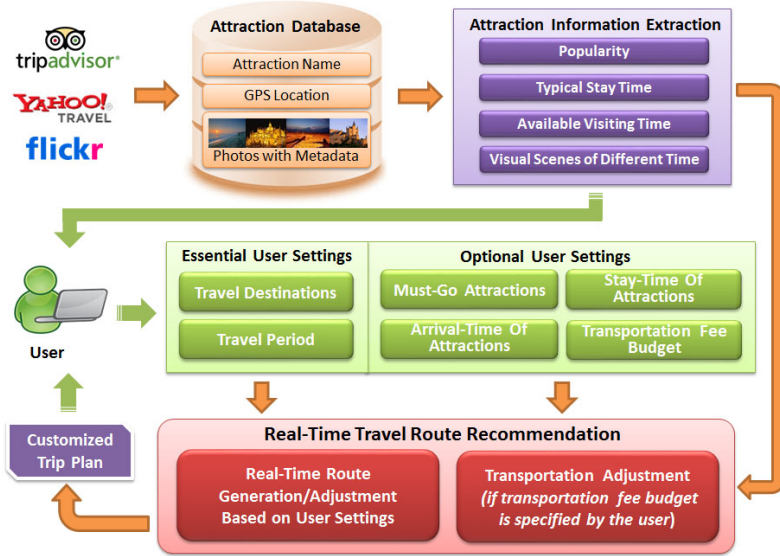 tripadvisor®
YAHOO!®
TRAVEL
flickr
Attraction Database
Attraction Name
GPS Location
Photos with Metadata
Attraction Information Extraction
Popularity
Typical Stay Time
Available Visiting Time
Visual Scenes of Different Time
User
Essential User Settings
Travel Destinations
Travel Period
Optional User Settings
Must-Go Attractions
Stay-Time Of
Attractions
Arrival-Time Of
Attractions
Transportation Fee
Budget
Customized
Trip Plan
Real-Time Travel Route Recommendation
Real-Time Route
Generation/Adjustment
Based on User Settings
Transportation Adjustment
(if transportation fee budget
is specified by the user)